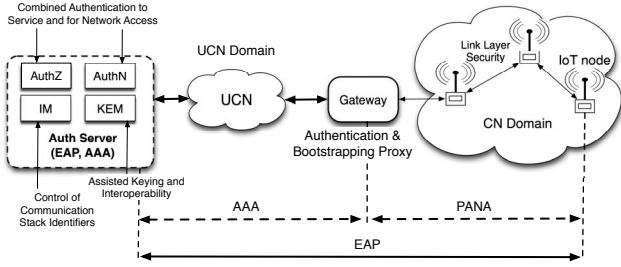 Combined Authentication to
Service and for Network Access
AuthZ
AuthN
IM
KEM
Auth Server
(EAP, AAA)
Control of
Communication
Stack Identifiers
Assisted Keying and
Interoperability
UCN Domain
UCN
Gateway
Authentication &
Bootstrapping Proxy
Link Layer
Security
IoT node
CN Domain
AAA
PANA
EAP